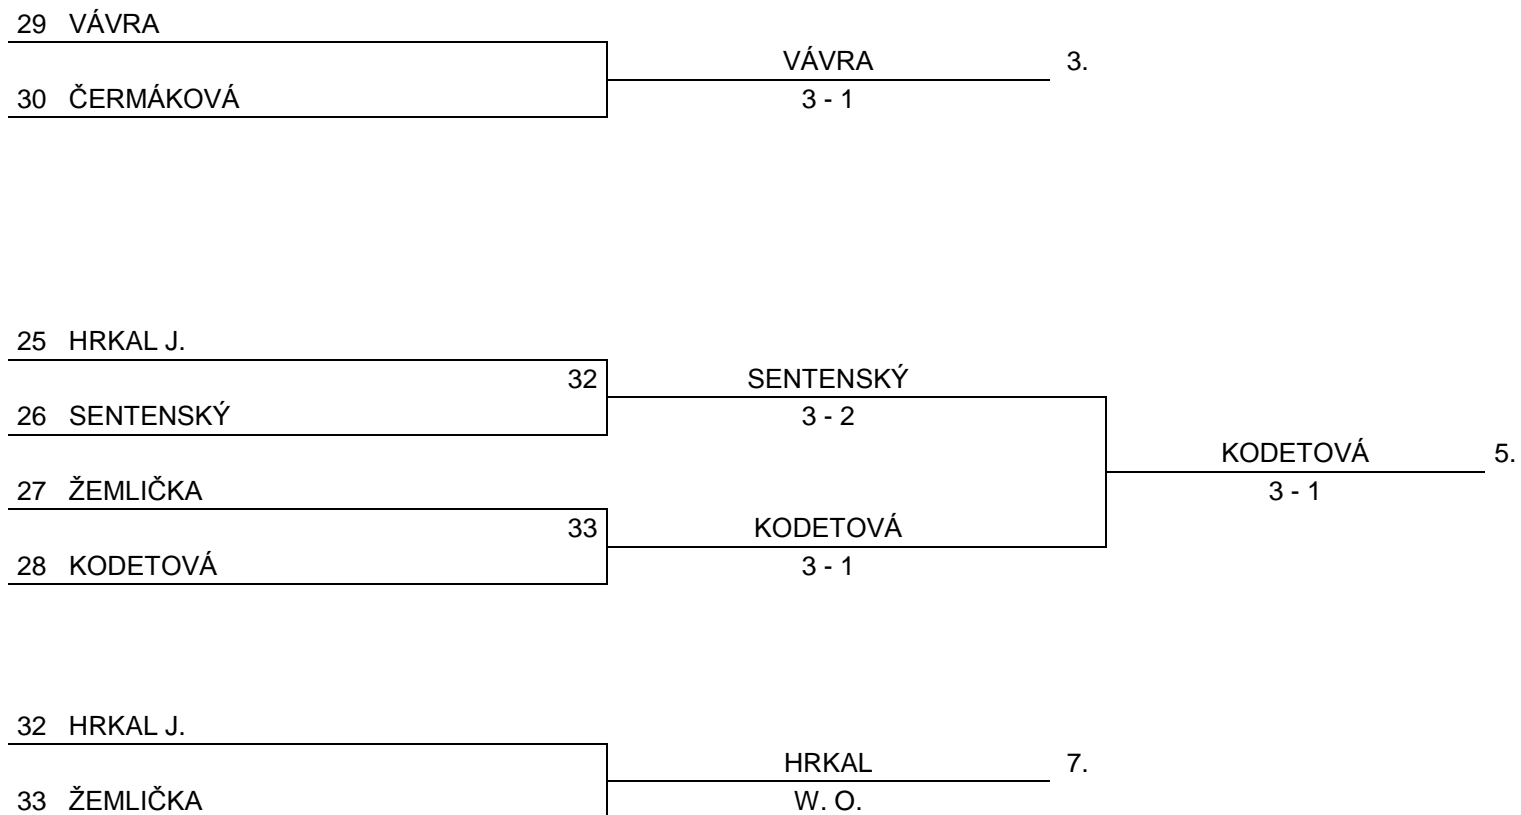 29 VÁVRA
VÁVRA 3.
30 ČERMÁKOVÁ 3 - 1
25 HRKAL J.
32 SENTENSKÝ
26 SENTENSKÝ 3 - 2
KODETOVÁ 5.
27 ŽEMLIČKA 3 - 1
33 KODETOVÁ
28 KODETOVÁ 3 - 1
32 HRKAL J.
HRKAL 7.
33 ŽEMLIČKA W. O.